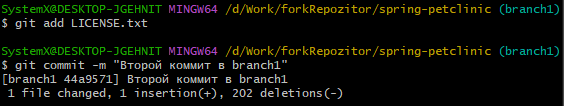 SystemX@DESKTOP-JGEHNIT MINGW64 /d/Work/forkRepozitor/spring-petclinic (branch1)
$ git add LICENSE.txt
SystemX@DESKTOP-JGEHNIT MINGW64 /d/Work/forkRepozitor/spring-petclinic (branch1)
$ git commit -m "Второй коммит в branch1"
[branch1 44a9571] Второй коммит в branch1
1 file changed, 1 insertion(+), 202 deletions(-)